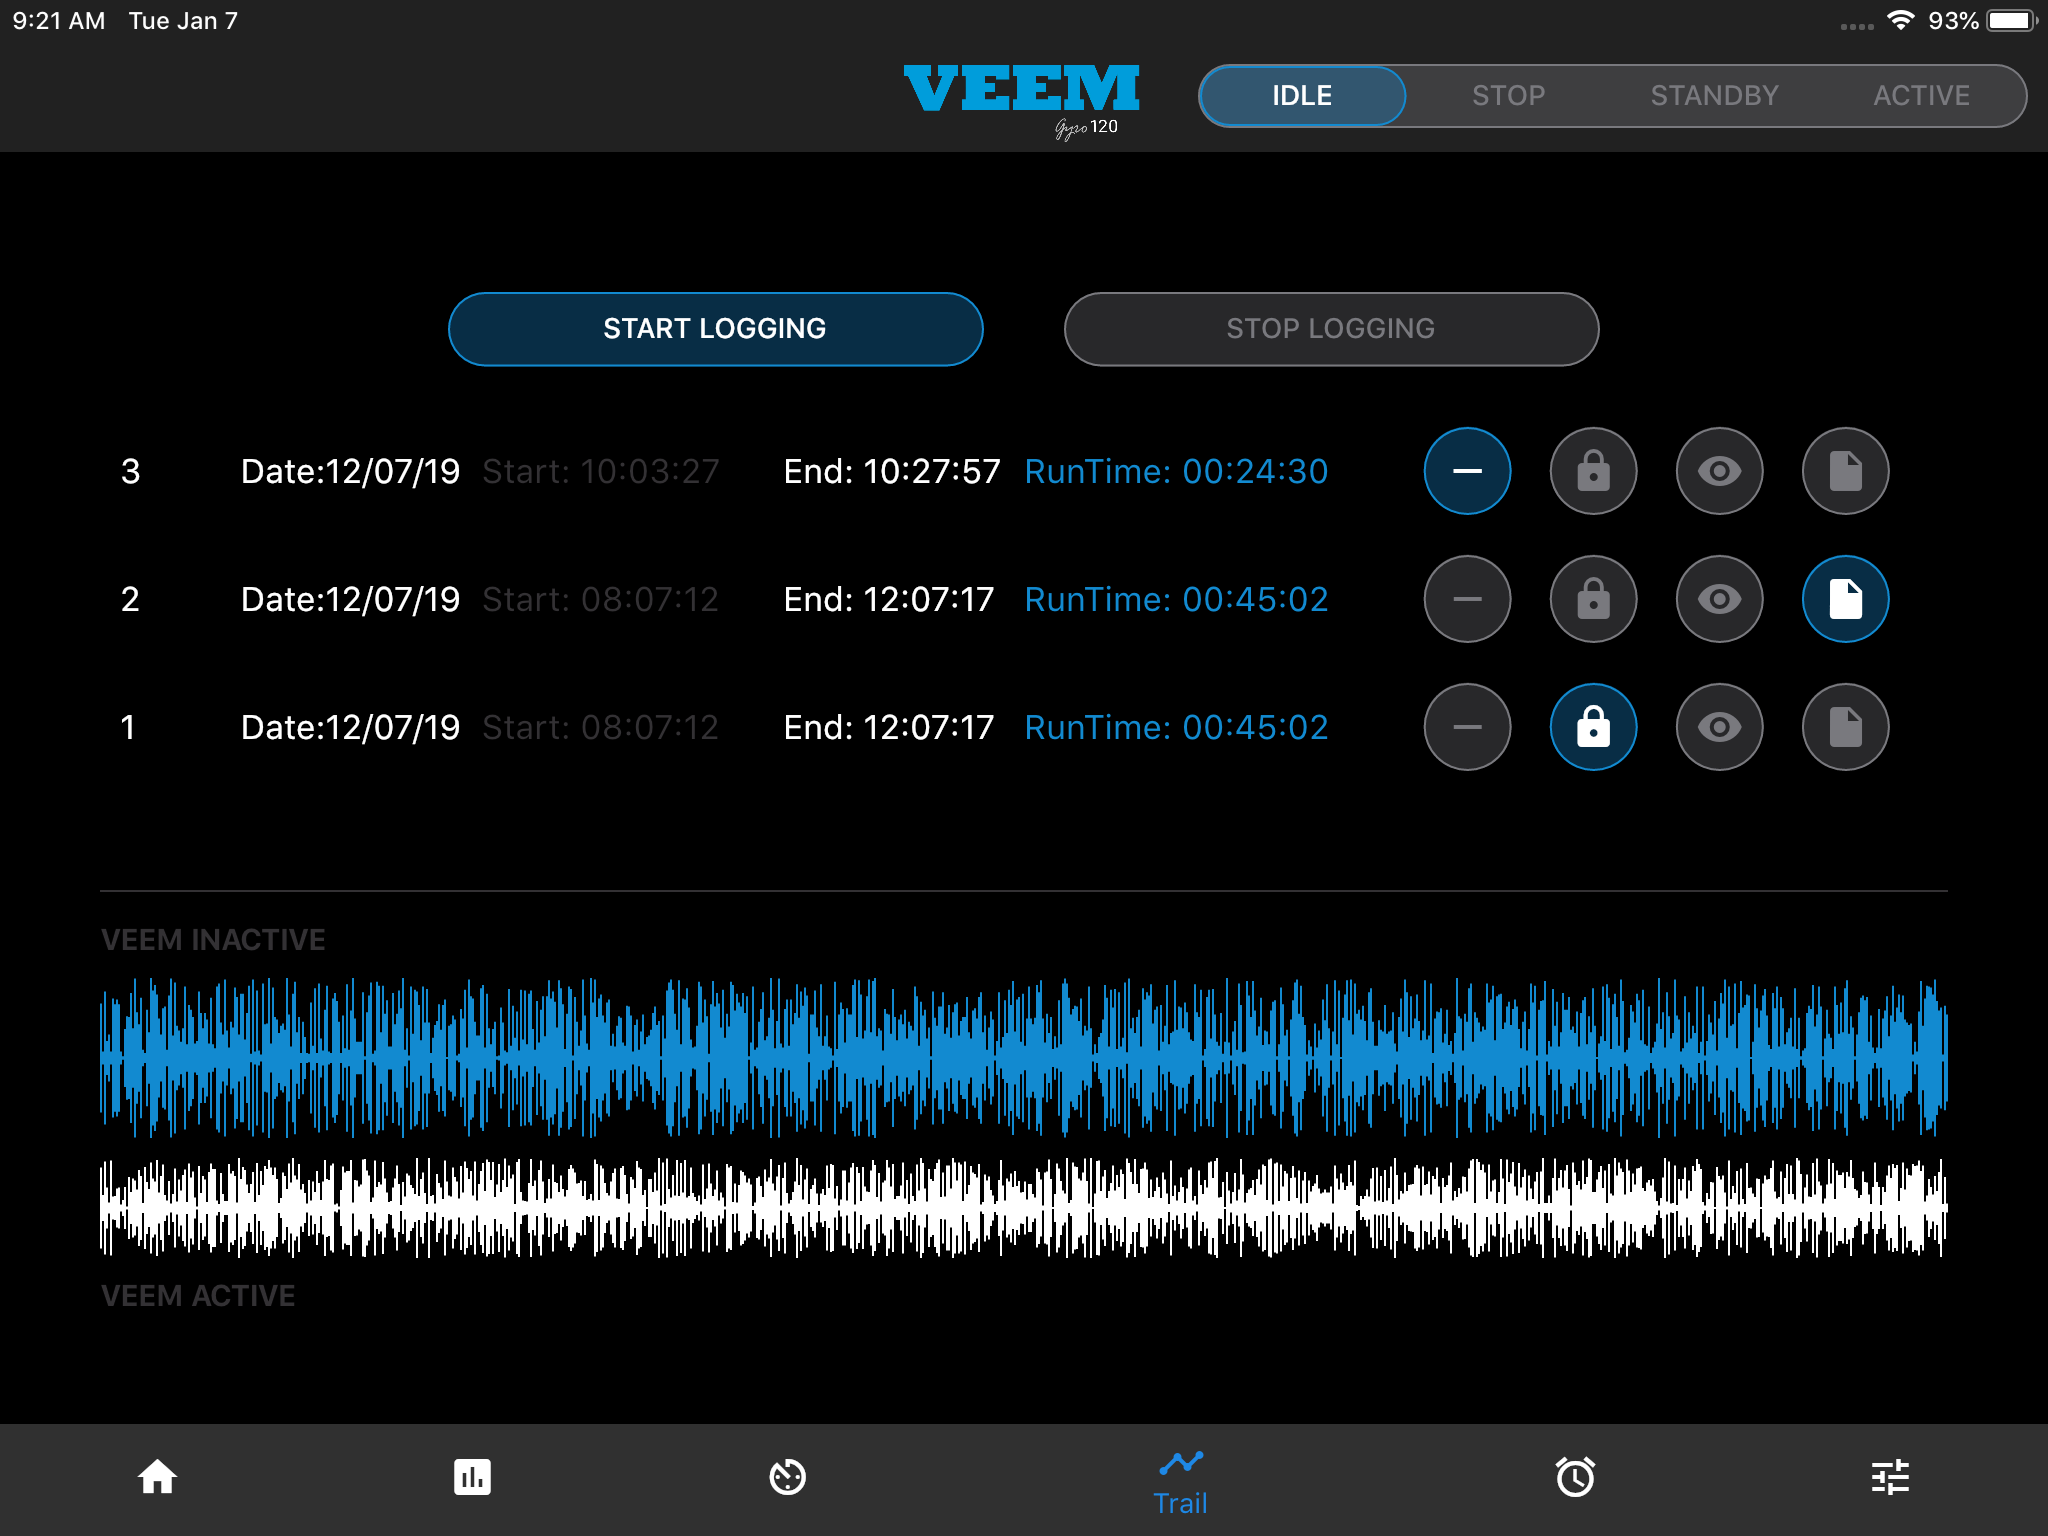 9:21 AM Tue Jan 7 93%
VEEM
Gyro 120
IDLE STOP STANDBY ACTIVE
START LOGGING STOP LOGGING
3 Date:12/07/19 Start: 10:03:27 End: 10:27:57 RunTime: 00:24:30
2 Date:12/07/19 Start: 08:07:12 End: 12:07:17 RunTime: 00:45:02
1 Date:12/07/19 Start: 08:07:12 End: 12:07:17 RunTime: 00:45:02
VEEM INACTIVE
VEEM ACTIVE
Trail